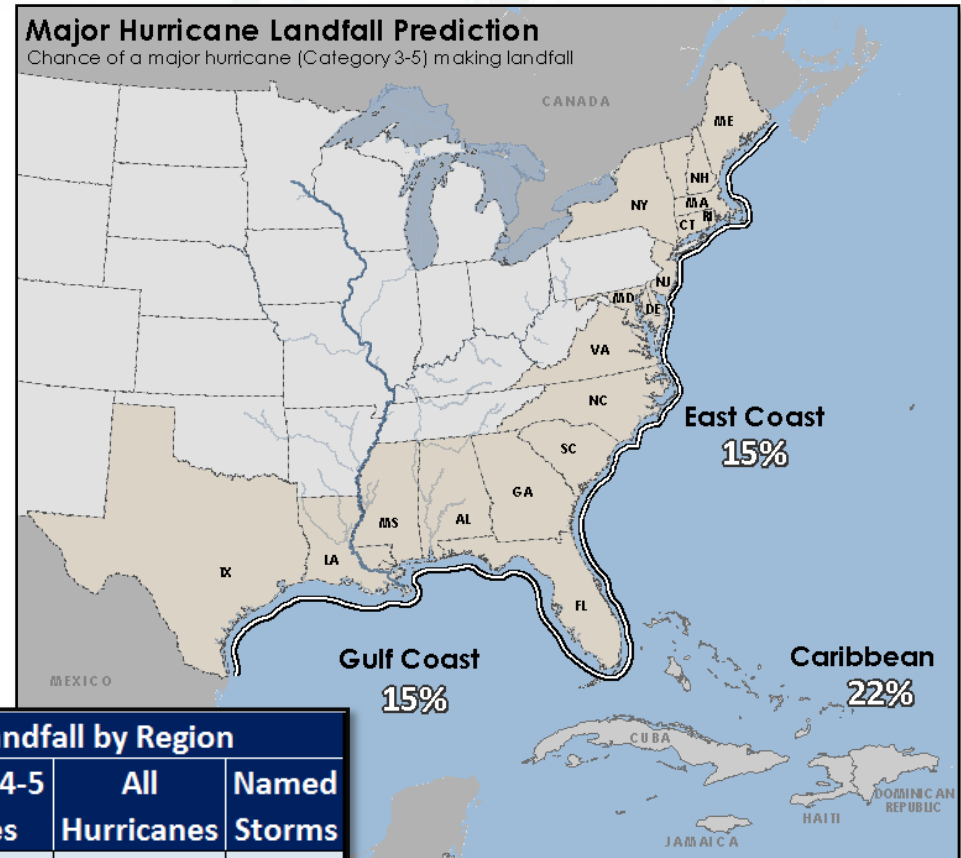 Major Hurricane Landfall Prediction
Chance of a major hurricane (Category 3-5) making landfall
CANADA
ME
NH
NY
MA
RI
CT
NJ
MD
DE
VA
NC
East Coast
15%
SC
GA
MS
AL
LA
TX
FL
Gulf Coast
15%
Caribbean
22%
MEXICO
CUBA
HAITI
DOMINICAN
REPUBLIC
JAMAICA
andfall by Region
4-5
All
Named
es
Hurricanes
Storms